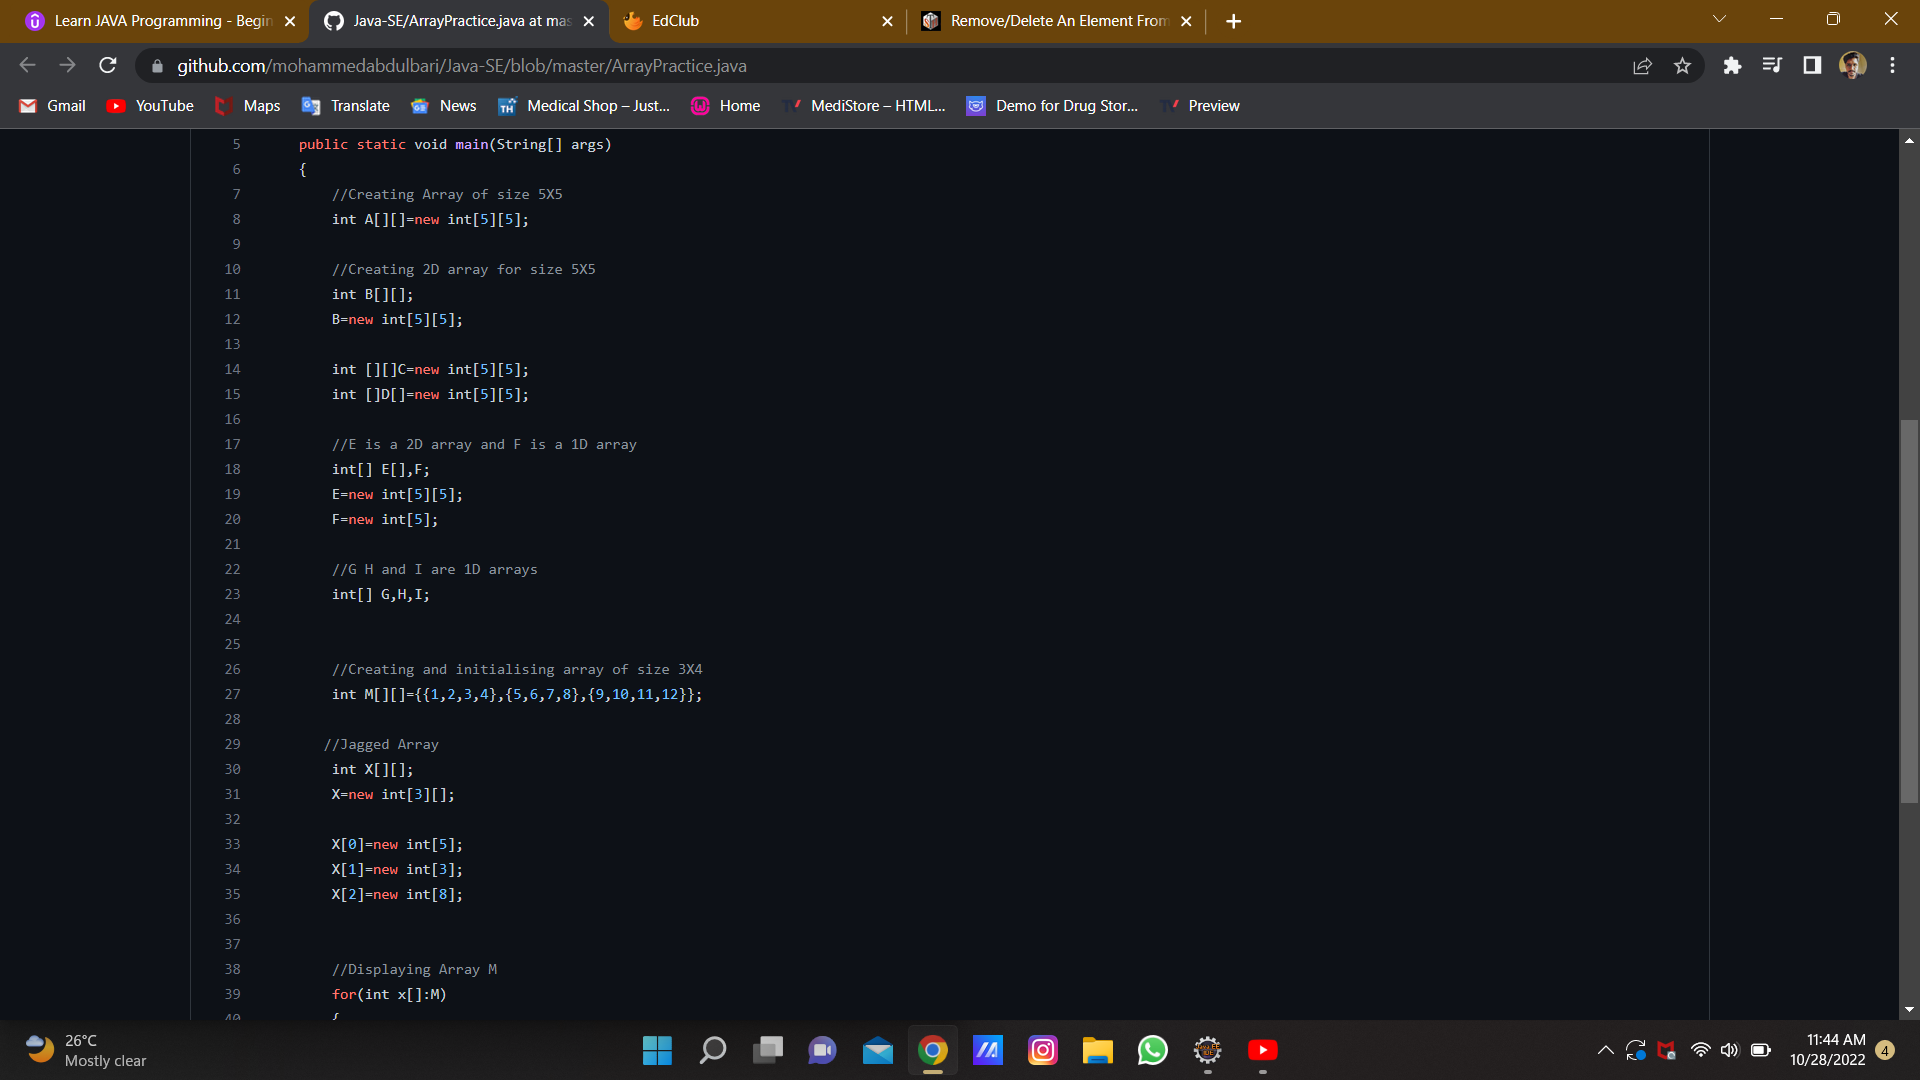 Learn JAVA Programming - Begin
Java-SE/ArrayPractice.java at mas
EdClub
Remove/Delete An Element From
github.com/mohammedabdulbari/Java-SE/blob/master/ArrayPractice.java
Gmail
YouTube
Maps
Translate
News
Medical Shop – Just...
Home
MediStore – HTML...
Demo for Drug Stor...
Preview
5 public static void main(String[] args)
6 {
7 //Creating Array of size 5X5
8 int A[][]=new int[5][5];
9
10 //Creating 2D array for size 5X5
11 int B[][];
12 B=new int[5][5];
13
14 int [][]C=new int[5][5];
15 int []D[]=new int[5][5];
16
17 //E is a 2D array and F is a 1D array
18 int[] E[],F;
19 E=new int[5][5];
20 F=new int[5];
21
22 //G H and I are 1D arrays
23 int[] G,H,I;
24
25
26 //Creating and initialising array of size 3X4
27 int M[][]={{1,2,3,4},{5,6,7,8},{9,10,11,12}};
28
29 //Jagged Array
30 int X[][];
31 X=new int[3][];
32
33 X[0]=new int[5];
34 X[1]=new int[3];
35 X[2]=new int[8];
36
37
38 //Displaying Array M
39 for(int x[]:M)
40 {
26°C
Mostly clear
11:44 AM
10/28/2022
4